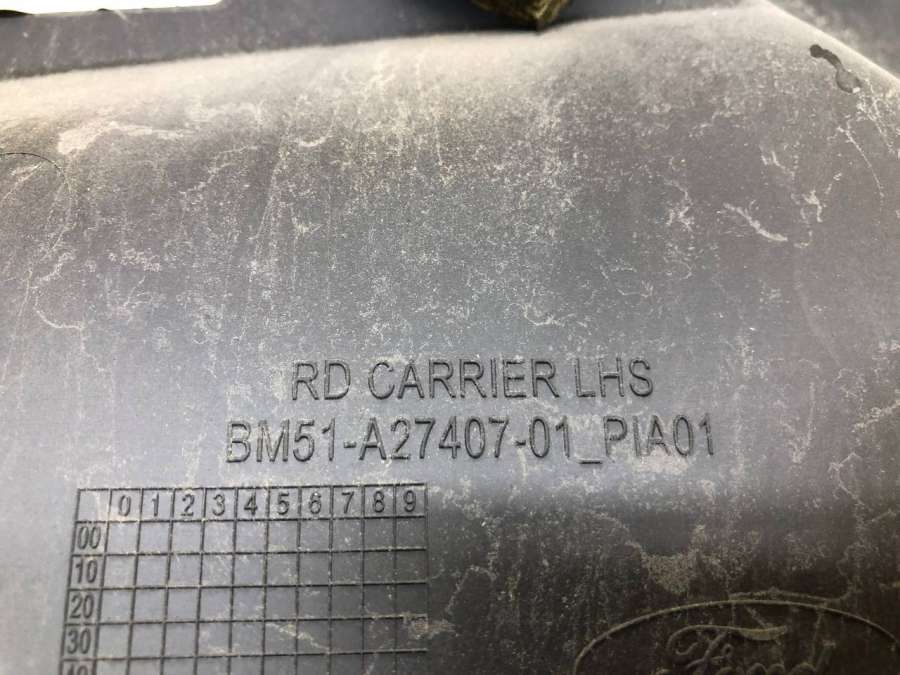 RD CARRIER LHS
BM51-A27407-01_PIA01
0 1 2 3 4 5 6 7 8 9
00
10
20
30
Ford